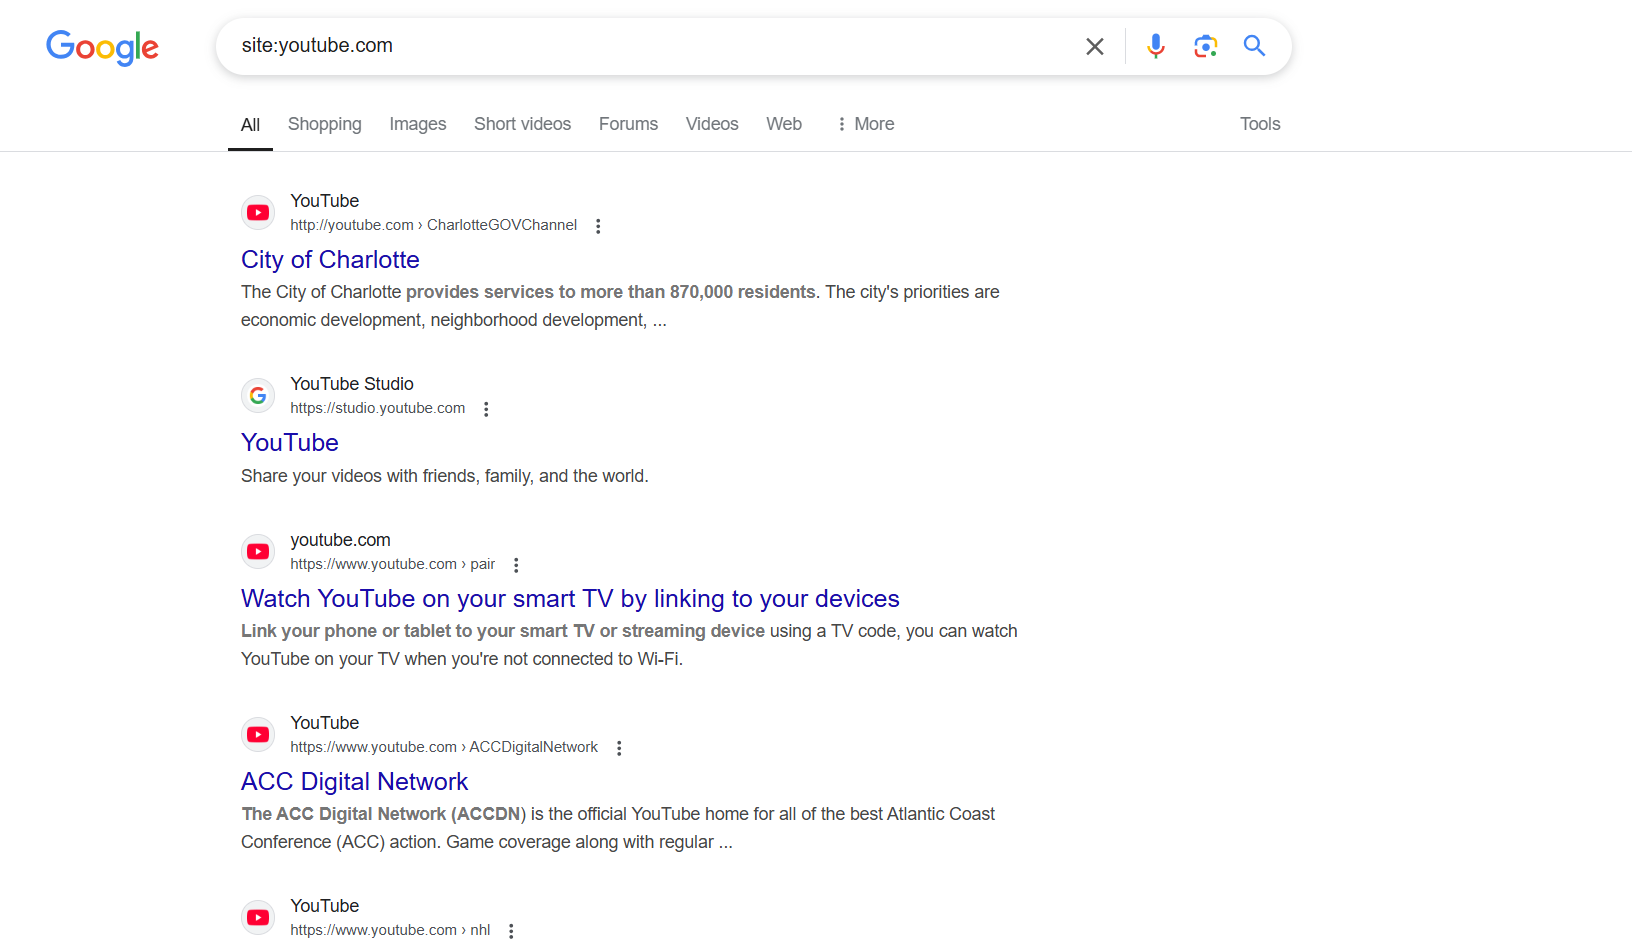 Google
site:youtube.com
All Shopping Images Short videos Forums Videos Web More Tools
YouTube
http://youtube.com › CharlotteGOVChannel
City of Charlotte
The City of Charlotte provides services to more than 870,000 residents. The city's priorities are
economic development, neighborhood development, ...
G
YouTube Studio
https://studio.youtube.com
YouTube
Share your videos with friends, family, and the world.
youtube.com
https://www.youtube.com › pair
Watch YouTube on your smart TV by linking to your devices
Link your phone or tablet to your smart TV or streaming device using a TV code, you can watch
YouTube on your TV when you're not connected to Wi-Fi.
YouTube
https://www.youtube.com › ACCDigitalNetwork
ACC Digital Network
The ACC Digital Network (ACCDN) is the official YouTube home for all of the best Atlantic Coast
Conference (ACC) action. Game coverage along with regular ...
YouTube
https://www.youtube.com › nhl